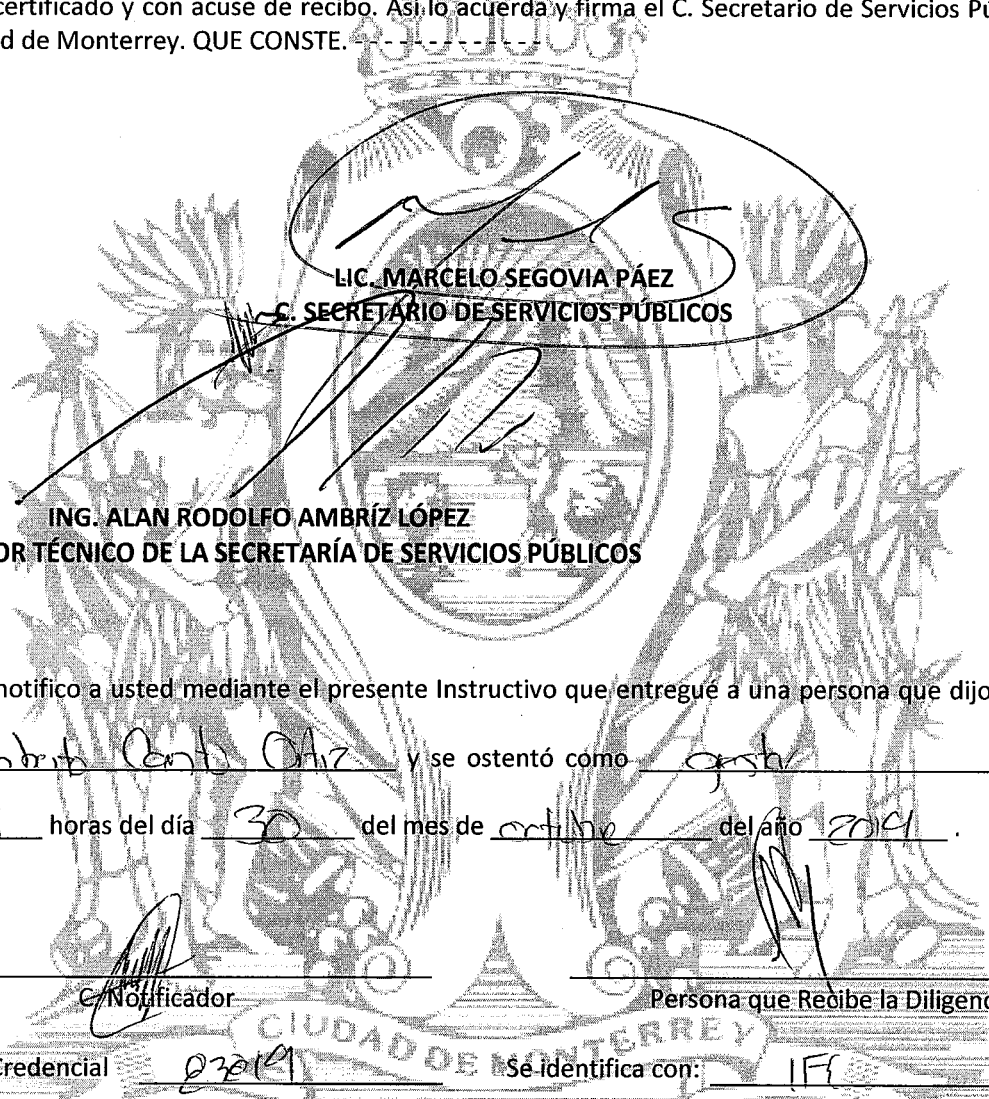 certificado y con acuse de recibo. Así lo acuerda y firma el C. Secretario de Servicios Pú
d de Monterrey. QUE CONSTE. - - - - - - - - - - - - - -
LIC. MARCELO SEGOVIA PÁEZ
C. SECRETARIO DE SERVICIOS PÚBLICOS
ING. ALAN RODOLFO AMBRÍZ LÓPEZ
OR TÉCNICO DE LA SECRETARÍA DE SERVICIOS PÚBLICOS
notifico a usted mediante el presente Instructivo que entregué a una persona que dijo
Ortiz y se ostentó como
horas del día 30 del mes de octubre del año 2019 .
C. Notificador
Persona que Recibe la Diligenc
CIUDAD DE MONTERREY
Credencial Se identifica con: IFE